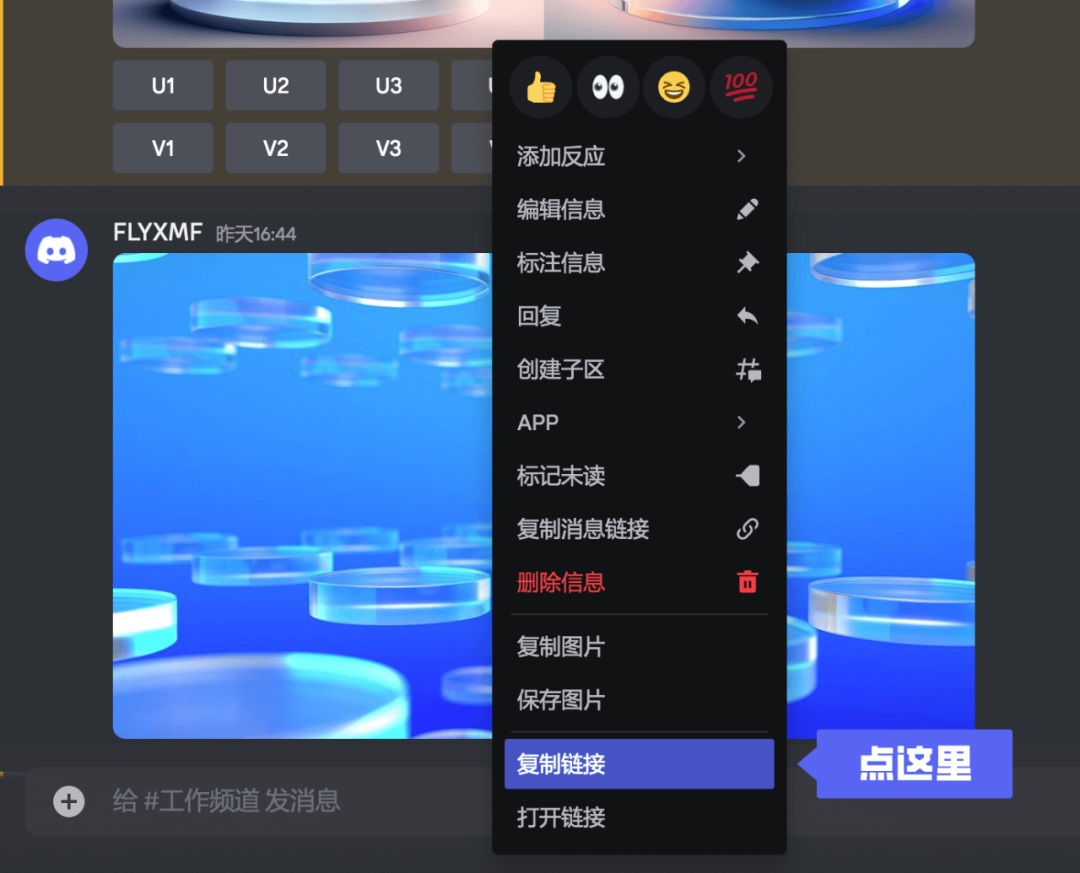 U1
U2
U3
V1
V2
V3
💯
添加反应
编辑信息
标注信息
回复
创建子区
APP
标记未读
复制消息链接
删除信息
复制图片
保存图片
复制链接
打开链接
FLYXMF 昨天16:44
点这里
给 #工作频道 发消息